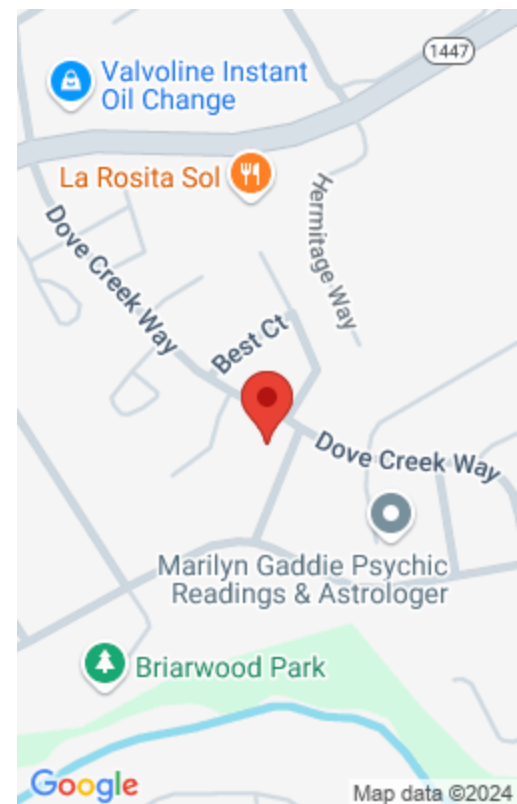 1447
Valvoline Instant
Oil Change
La Rosita Sol
Hermitage Way
Dove Creek Way
Best Ct
Dove Creek Way
Marilyn Gaddie Psychic
Readings & Astrologer
Briarwood Park
Google
Map data ©2024